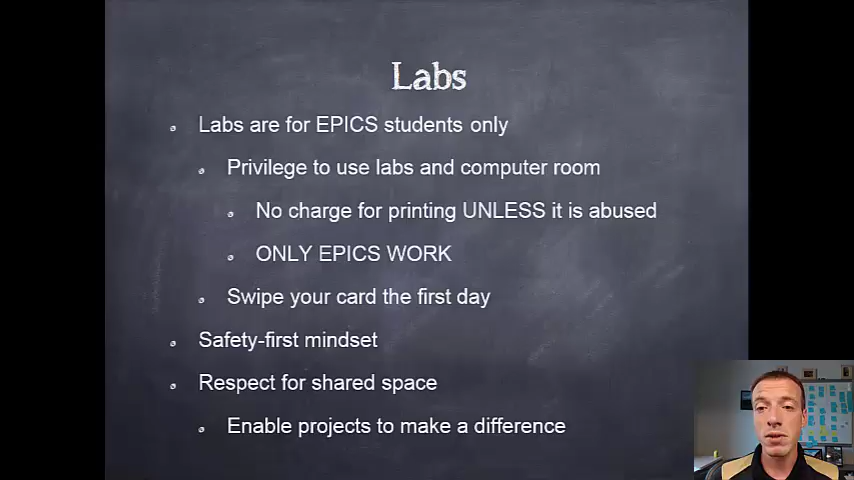 Labs
Labs are for EPICS students only
Privilege to use labs and computer room
No charge for printing UNLESS it is abused
ONLY EPICS WORK
Swipe your card the first day
Safety-first mindset
Respect for shared space
Enable projects to make a difference